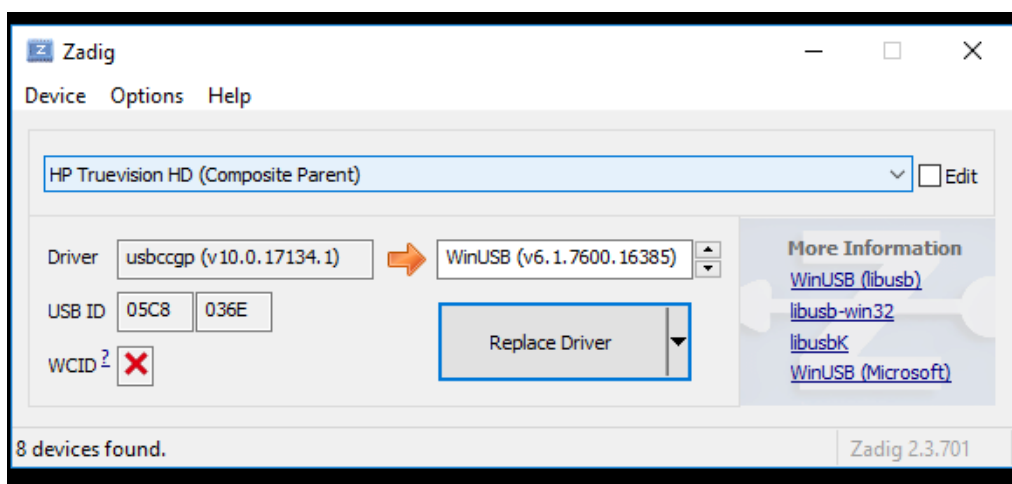 Zadig
Device Options Help
HP Truevision HD (Composite Parent) Edit
Driver usbccgp (v10.0.17134.1) WinUSB (v6.1.7600.16385)
USB ID 05C8 036E
WCID ?
Replace Driver
More Information
WinUSB (libusb)
libusb-win32
libusbK
WinUSB (Microsoft)
8 devices found. Zadig 2.3.701